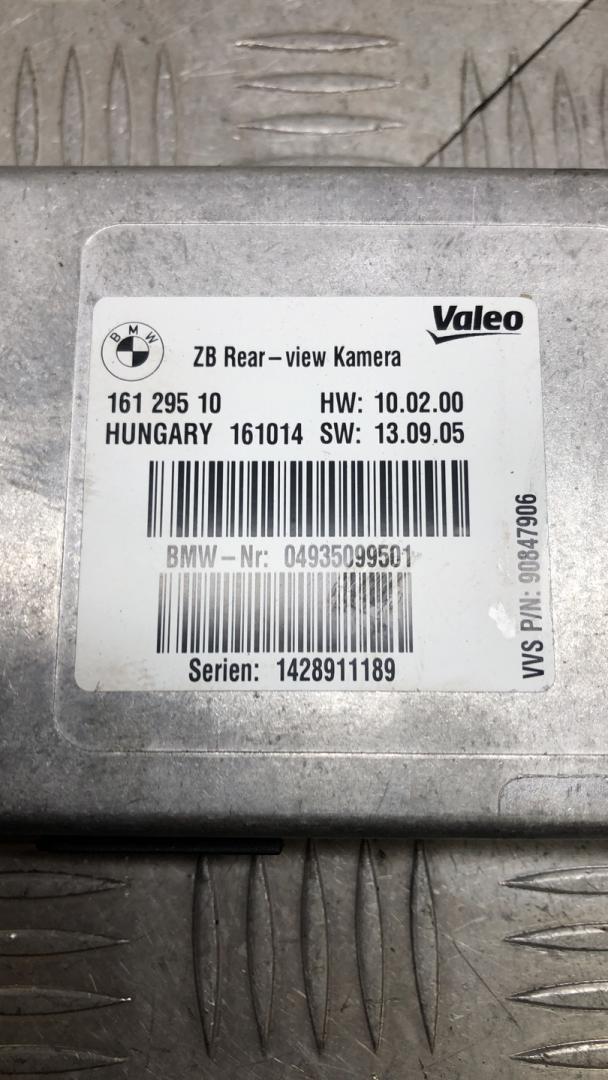 BMW
Valeo
ZB Rear-view Kamera
161 295 10 HW: 10.02.00
HUNGARY 161014 SW: 13.09.05
BMW-Nr: 04935099501
Serien: 1428911189
VVS P/N: 90847906